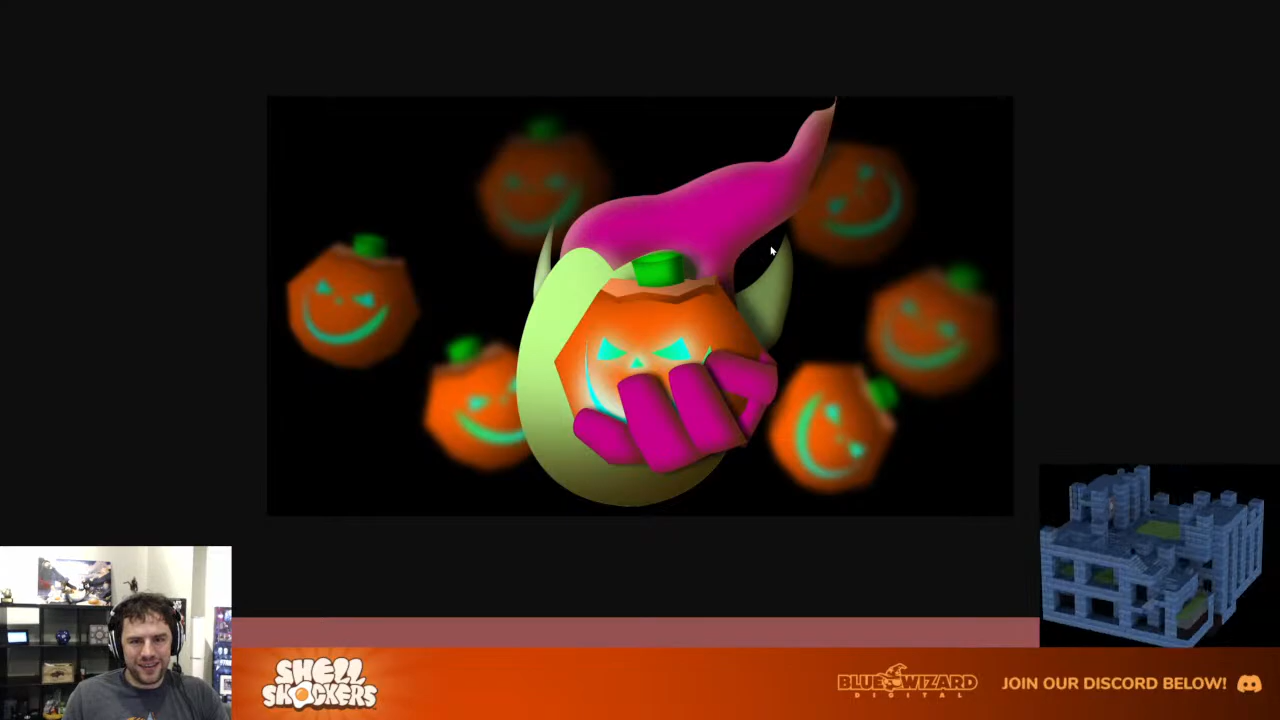 SHELL
SHOCKERS
BLUE WIZARD
DIGITAL
JOIN OUR DISCORD BELOW!